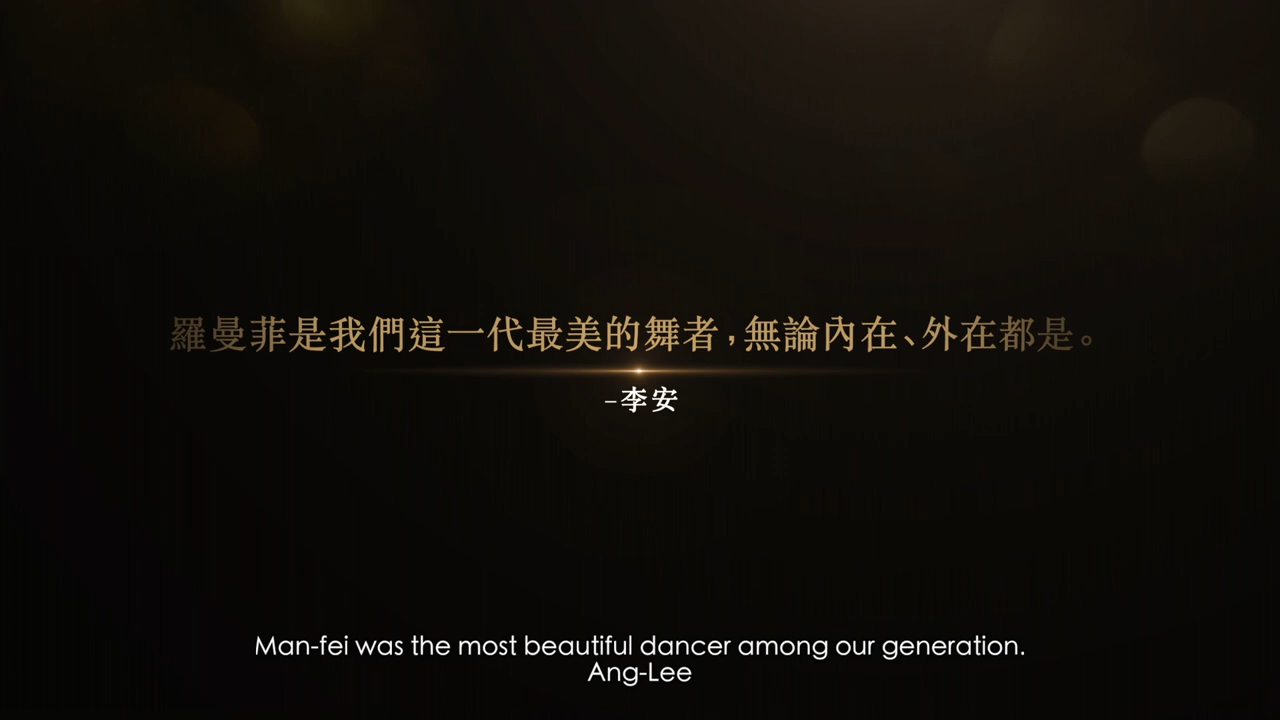 羅曼菲是我們這一代最美的舞者,無論內在、外在都是。
–李安
Man-fei was the most beautiful dancer among our generation.
Ang-Lee